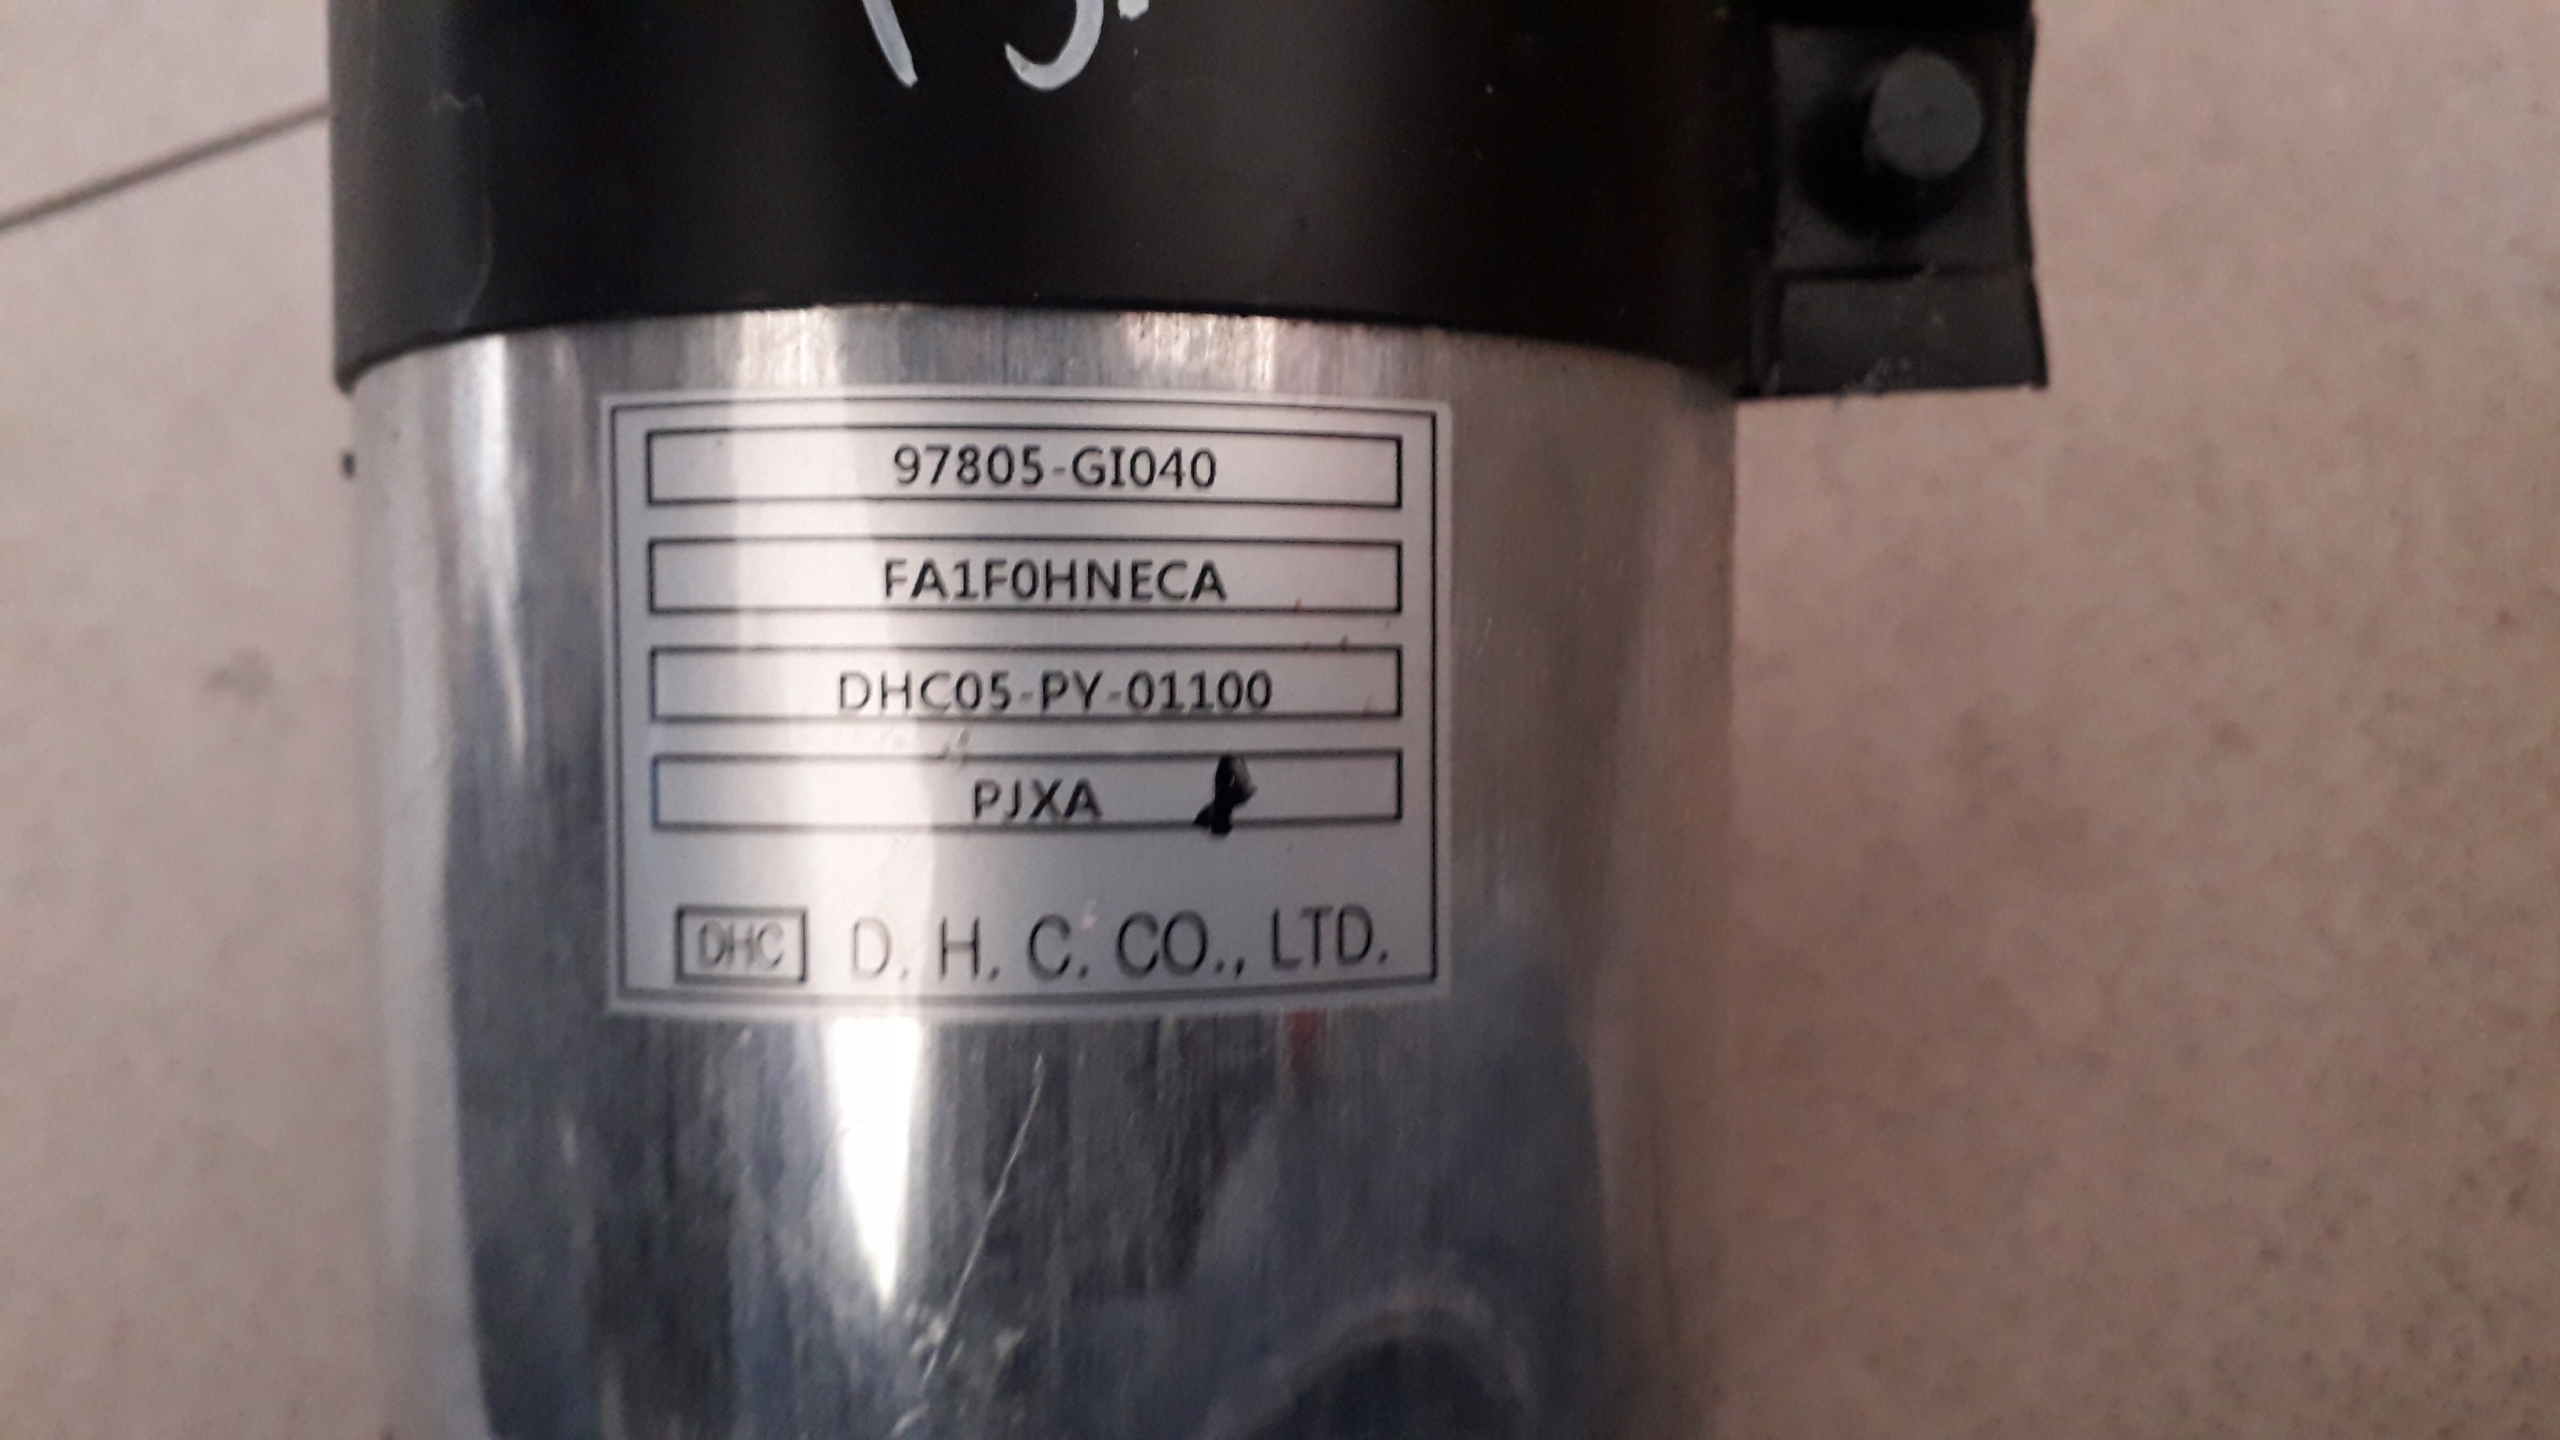 97805-GI040
FA1F0HNECA
DHC05-PY-01100
PJXA
DHC D. H. C. CO., LTD.